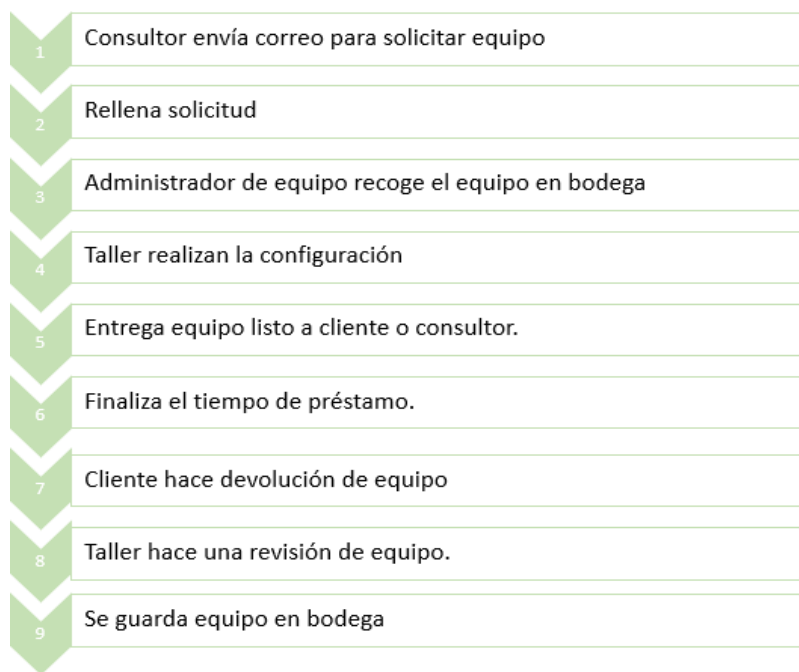 1
Consultor envía correo para solicitar equipo
2
Rellena solicitud
3
Administrador de equipo recoge el equipo en bodega
4
Taller realizan la configuración
5
Entrega equipo listo a cliente o consultor.
6
Finaliza el tiempo de préstamo.
7
Cliente hace devolución de equipo
8
Taller hace una revisión de equipo.
9
Se guarda equipo en bodega